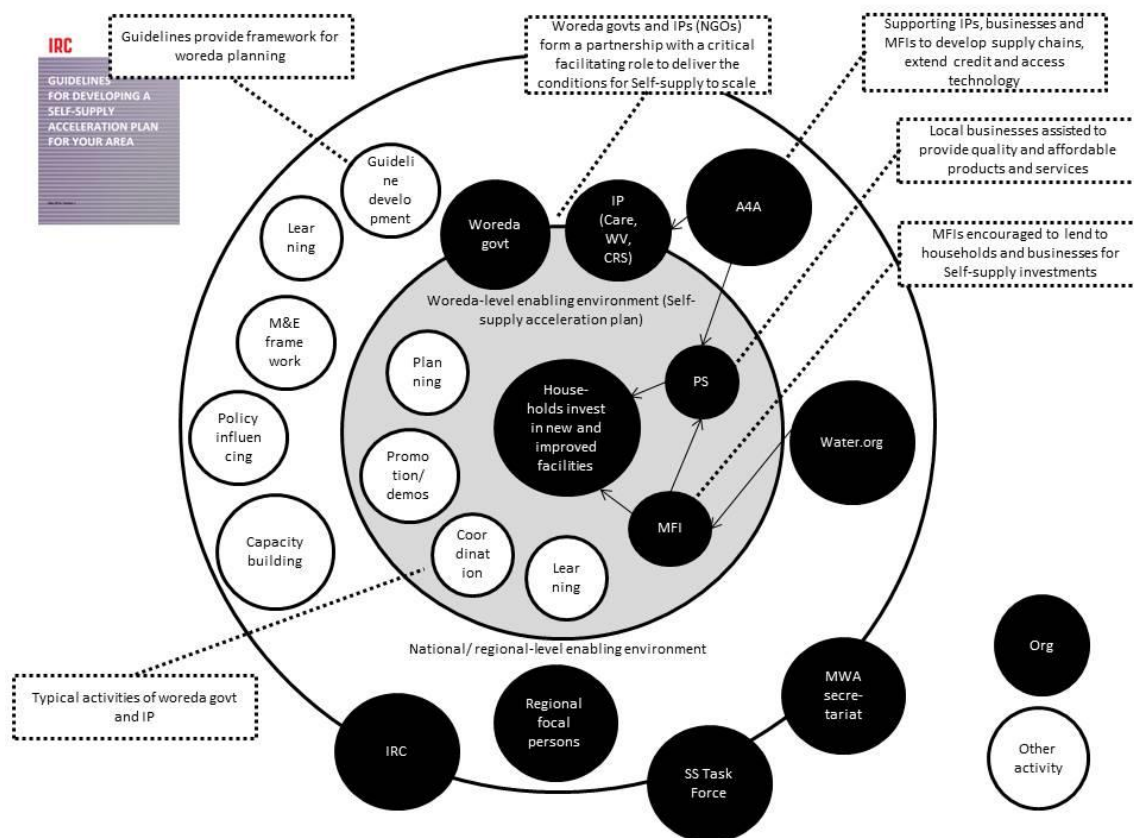 IRC
GUIDELINES
FOR DEVELOPING A
SELF-SUPPLY
ACCELERATION PLAN
FOR YOUR AREA
Guidelines provide framework for
woreda planning
Woreda govts and IPs (NGOs)
form a partnership with a critical
facilitating role to deliver the
conditions for Self-supply to scale
Supporting IPs, businesses and
MFIs to develop supply chains,
extend credit and access
technology
Local businesses assisted to
provide quality and affordable
products and services
MFIs encouraged to lend to
households and businesses for
Self-supply investments
Guideli
ne
develo
pment
Lear
ning
M&E
frame
work
Policy
influen
cing
Capacity
building
Woreda
govt
IP
(Care,
WV,
CRS)
A4A
Woreda-level enabling environment (Self-
supply acceleration plan)
Plan
ning
Promo
tion/
demos
Coor
dinat
ion
Lear
ning
House-
holds invest
in new and
improved
facilities
PS
MFI
Water.org
National/ regional-level enabling environment
Typical activities of woreda govt
and IP
IRC
Regional
focal
persons
SS Task
Force
MWA
secre-
tariat
Org
Other
activity